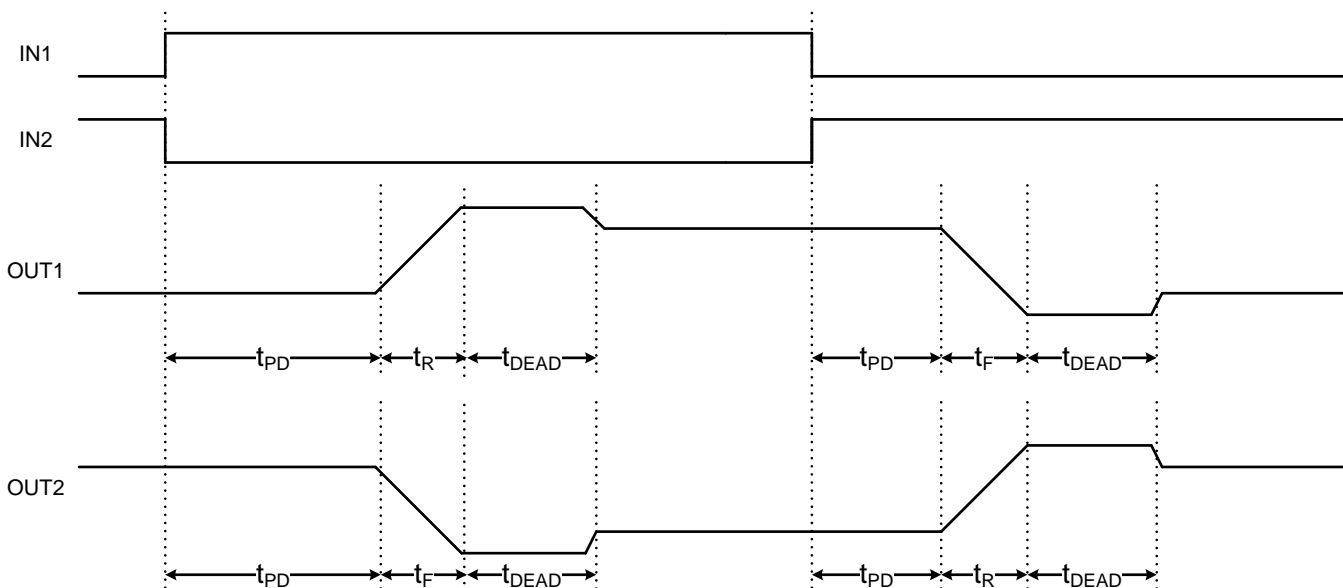 IN1
IN2
OUT1
tPD tR tDEAD tPD tF tDEAD
OUT2
tPD tF tDEAD tPD tR tDEAD